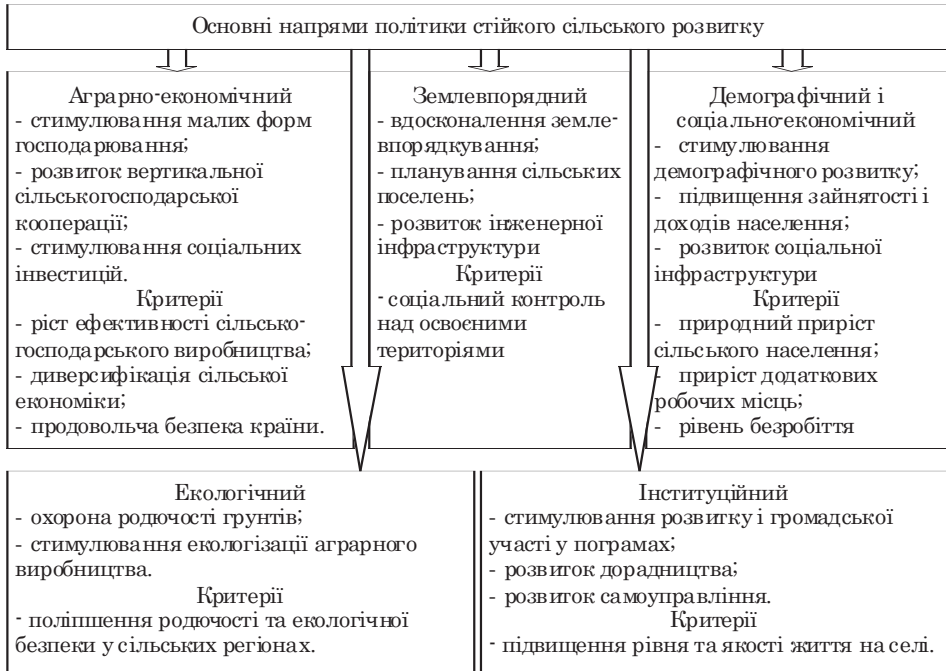 Основні напрями політики стійкого сільського розвитку
Аграрно-економічний
- стимулювання малих форм
господарювання;
- розвиток вертикальної
сільськогосподарської
кооперації;
- стимулювання соціальних
інвестицій.
Критерії
- ріст ефективності сільсько-
господарського виробництва;
- диверсифікація сільської
економіки;
- продовольча безпека країни.
Землевпорядний
- вдосконалення земле-
впорядкування;
- планування сільських
поселень;
- розвиток інженерної
інфраструктури
Критерії
- соціальний контроль
над освоєними
територіями
Демографічний і
соціально-економічний
- стимулювання
демографічного розвитку;
- підвищення зайнятості і
доходів населення;
- розвиток соціальної
інфраструктури
Критерії
- природний приріст
сільського населення;
- приріст додаткових
робочих місць;
- рівень безробіття
Екологічний
- охорона родючості грунтів;
- стимулювання екологізації аграрного
виробництва.
Критерії
- поліпшення родючості та екологічної
безпеки у сільських регіонах.
Інституційний
- стимулювання розвитку і громадської
участі у пограмах;
- розвиток дорадництва;
- розвиток самоуправління.
Критерії
- підвищення рівня та якості життя на селі.